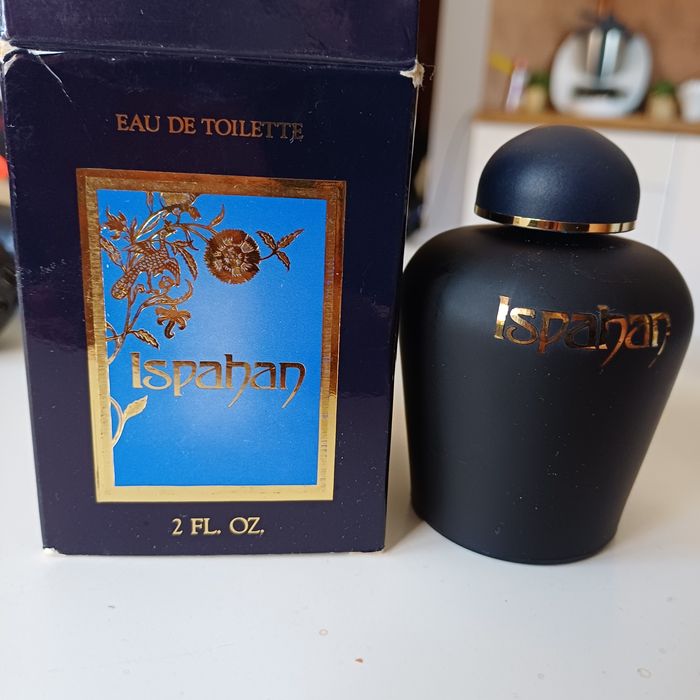 EAU DE TOILETTE
Ispahan
2 FL. OZ.
Ispahan